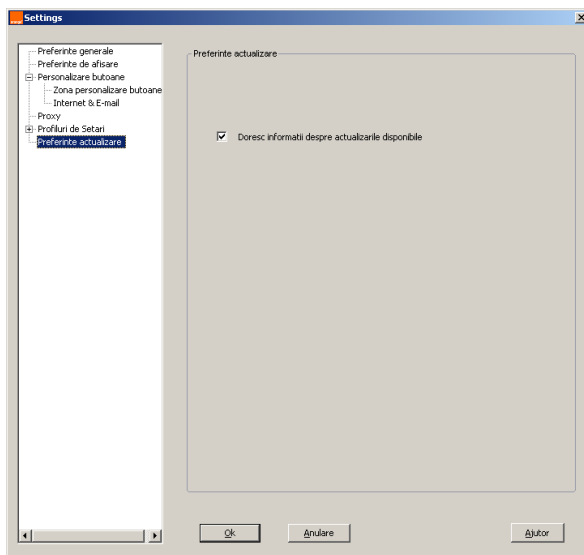 Settings
Preferinte generale
Preferinte de afisare
Personalizare butoane
Zona personalizare butoane
Internet & E-mail
Proxy
Profiluri de Setari
Preferinte actualizare
Preferinte actualizare
Doresc informatii despre actualizarile disponibile
Ok
Anulare
Ajutor